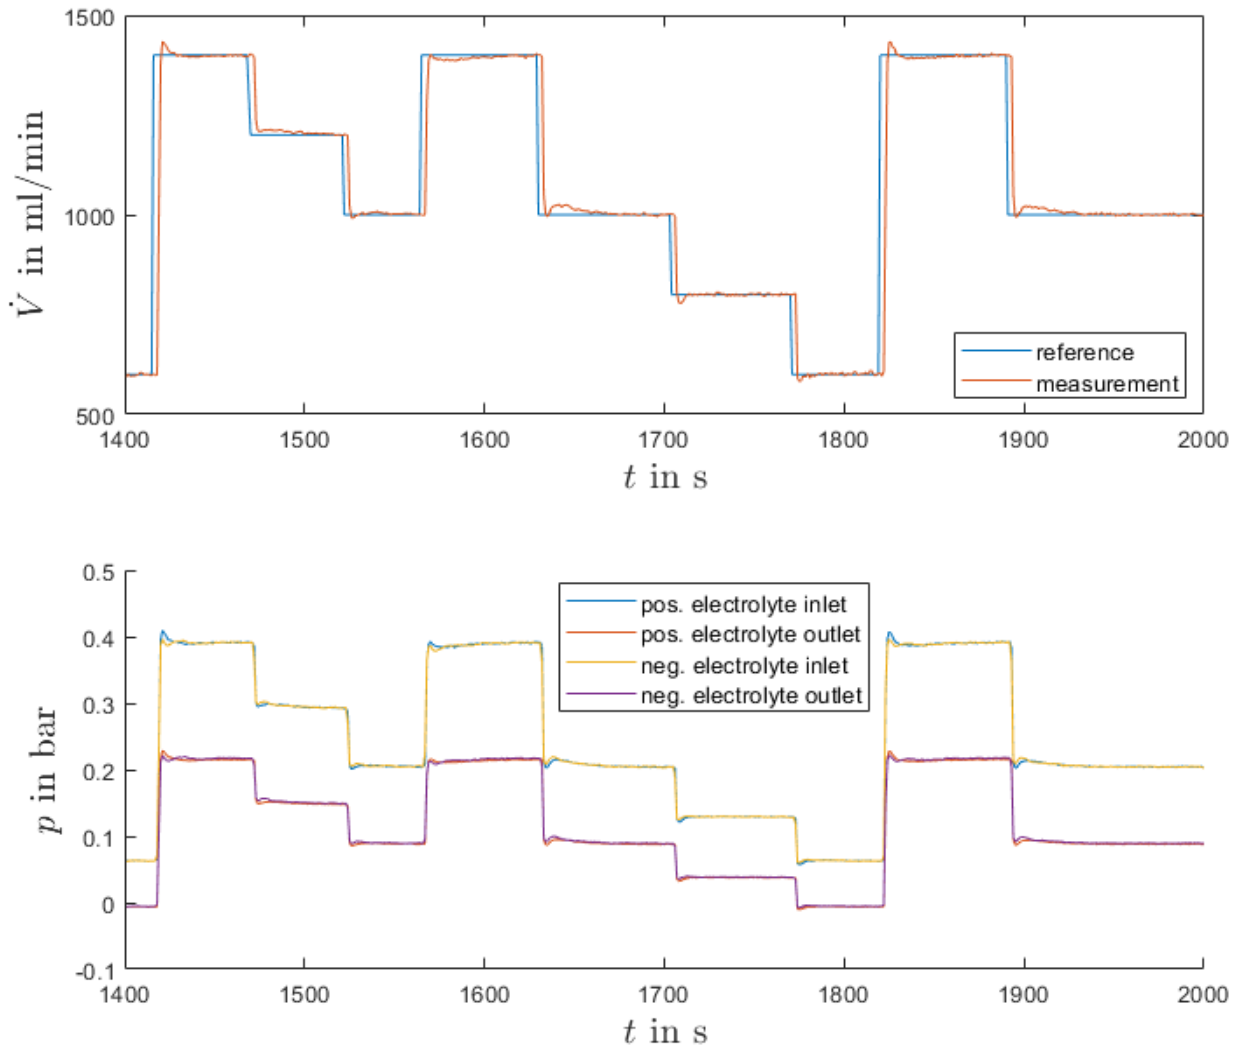 1500
1000
500
V̇ in ml/min
reference
measurement
1400 1500 1600 1700 1800 1900 2000
t in s
0.5
0.4
0.3
0.2
0.1
0
-0.1
p in bar
pos. electrolyte inlet
pos. electrolyte outlet
neg. electrolyte inlet
neg. electrolyte outlet
1400 1500 1600 1700 1800 1900 2000
t in s